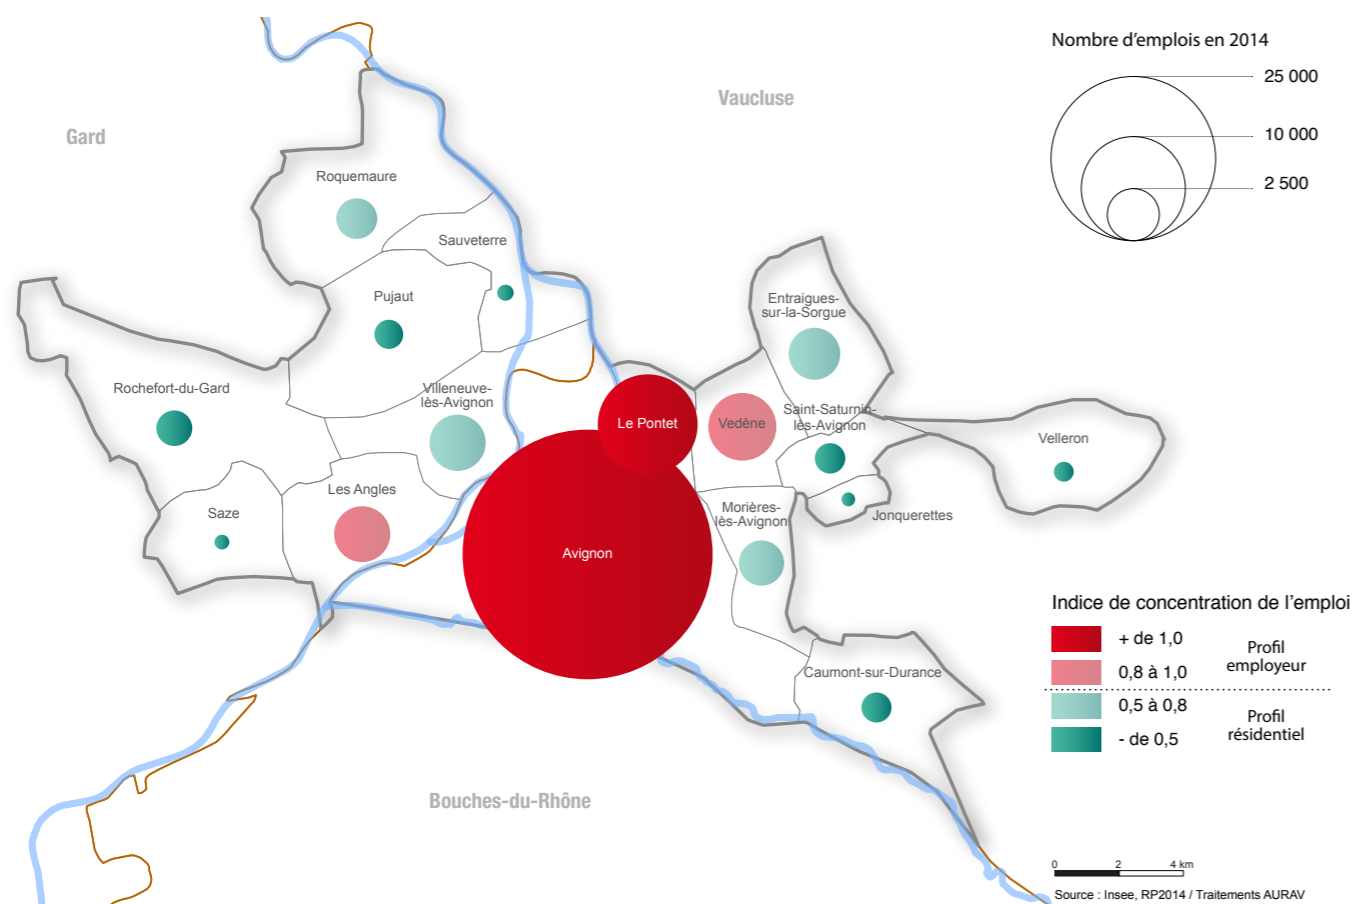 Nombre d’emplois en 2014
25 000
10 000
2 500
Vaucluse
Gard
Roquemaure
Sauveterre
Pujaut
Entraigues-
sur-la-Sorgue
Rochefort-du-Gard
Villeneuve-
lès-Avignon
Le Pontet
Vedène
Saint-Saturnin-
lès-Avignon
Velleron
Les Angles
Saze
Morières-
lès-Avignon
Jonquerettes
Avignon
Caumont-sur-Durance
Bouches-du-Rhône
Indice de concentration de l’emploi
+ de 1,0
0,8 à 1,0
Profil
employeur
0,5 à 0,8
- de 0,5
Profil
résidentiel
0 2 4 km
Source : Insee, RP2014 / Traitements AURAV